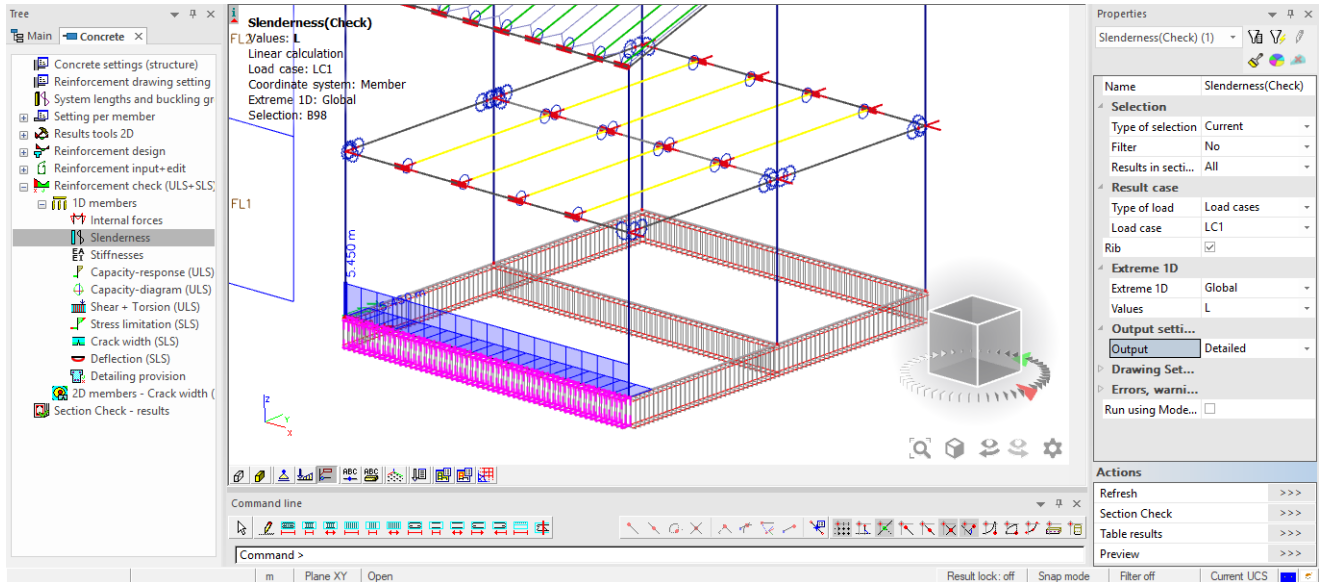 Tree
Main
Concrete
Concrete settings (structure)
Reinforcement drawing setting
System lengths and buckling gr
Setting per member
Results tools 2D
Reinforcement design
Reinforcement input+edit
Reinforcement check (ULS+SLS)
1D members
Internal forces
Slenderness
Stiffnesses
Capacity-response (ULS)
Capacity-diagram (ULS)
Shear + Torsion (ULS)
Stress limitation (SLS)
Crack width (SLS)
Deflection (SLS)
Detailing provision
2D members - Crack width (
Section Check - results
Slenderness(Check)
FL2
Values: L
Linear calculation
Load case: LC1
Coordinate system: Member
Extreme 1D: Global
Selection: B98
FL1
5.450 m
5.450 m
z
y
x
ABC
ABC
Command line
Command >
Properties
Slenderness(Check) (1)
Name Slenderness(Check)
Selection
Type of selection Current
Filter No
Results in secti... All
Result case
Type of load Load cases
Load case LC1
Rib
Extreme 1D
Extreme 1D Global
Values L
Output setti...
Output Detailed
Drawing Set...
Errors, warni...
Run using Mode...
Actions
Refresh >>>
Section Check >>>
Table results >>>
Preview >>>
m Plane XY Open Result lock: off Snap mode Filter off Current UCS